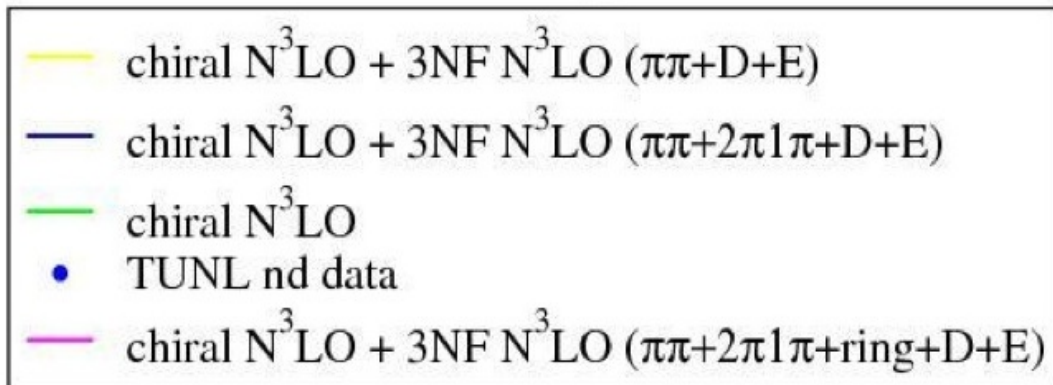 chiral N³LO + 3NF N³LO (ππ+D+E)
chiral N³LO + 3NF N³LO (ππ+2π1π+D+E)
chiral N³LO
TUNL nd data
chiral N³LO + 3NF N³LO (ππ+2π1π+ring+D+E)